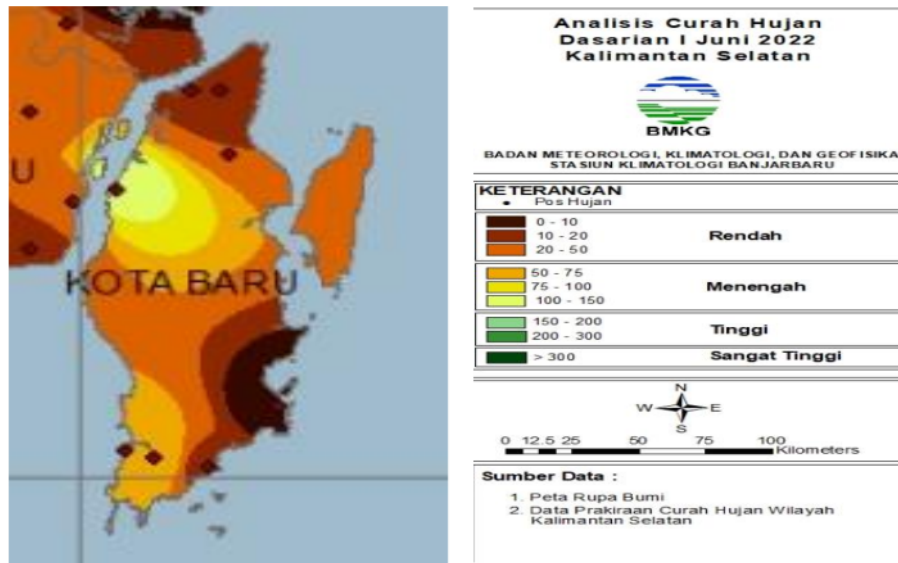 U
KOTA BARU
Analisis Curah Hujan
Dasarian I Juni 2022
Kalimantan Selatan
BMKG
BADAN METEOROLOGI, KLIMATOLOGI, DAN GEOFISIKA
STASIUN KLIMATOLOGI BANJARBARU
KETERANGAN
Pos Hujan
0 - 10
10 - 20
20 - 50
Rendah
50 - 75
75 - 100
100 - 150
Menengah
150 - 200
200 - 300
Tinggi
> 300
Sangat Tinggi
N
W
E
S
0 12.5 25 50 75 100
Kilometers
Sumber Data :
1. Peta Rupa Bumi
2. Data Prakiraan Curah Hujan Wilayah
Kalimantan Selatan